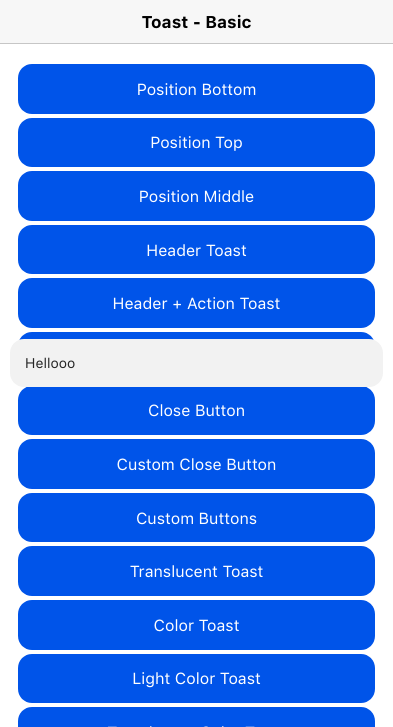 Toast - Basic
Position Bottom
Position Top
Position Middle
Header Toast
Header + Action Toast
Hellooo
Close Button
Custom Close Button
Custom Buttons
Translucent Toast
Color Toast
Light Color Toast